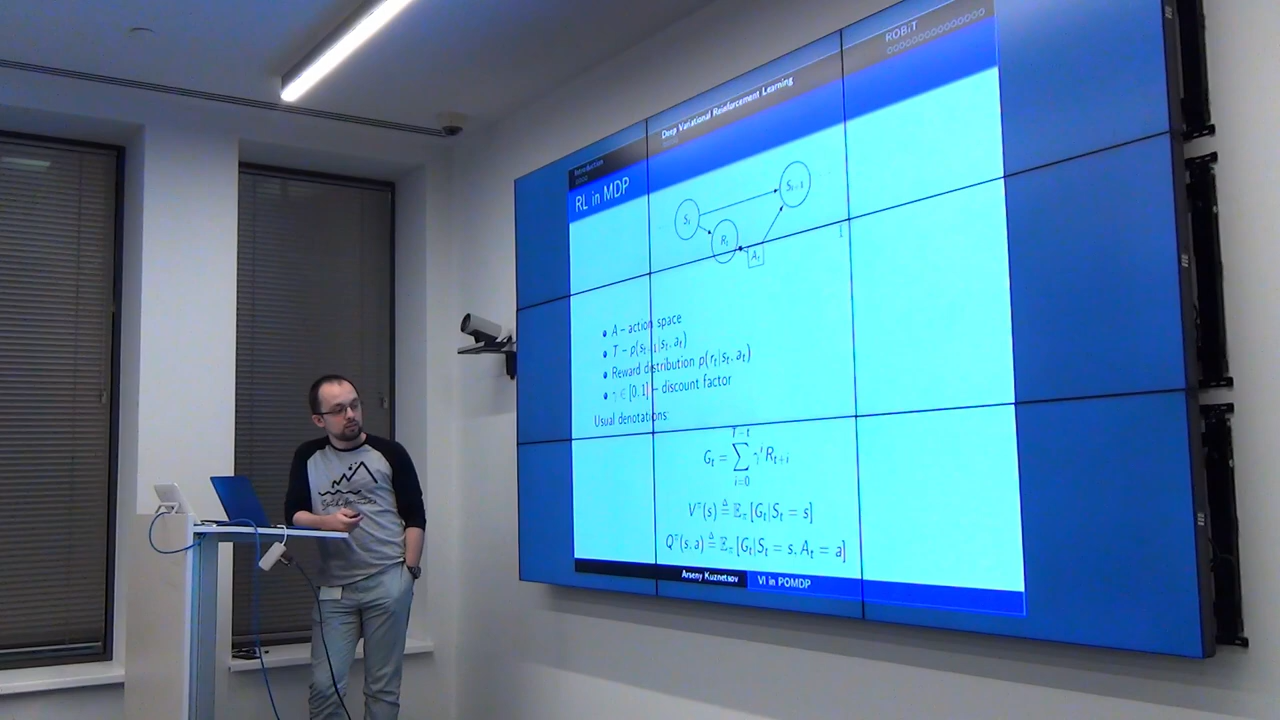 Introduction
Deep Variational Reinforcement Learning
ROBiT
RL in MDP
S_t
S_{t+1}
R_t
A_t
• A – action space
• T – p(s_{t+1}|s_t, a_t)
• Reward distribution p(r_t|s_t, a_t)
• γ ∈ [0, 1] – discount factor
Usual denotations:
G_t = \sum_{i=0}^{T-t} γ^i R_{t+i}
V^π(s) ≜ 𝔼_π [G_t|S_t = s]
Q^π(s, a) ≜ 𝔼_π [G_t|S_t = s, A_t = a]
Arseny Kuznetsov
VI in POMDP